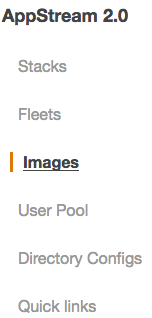 AppStream 2.0
Stacks
Fleets
Images
User Pool
Directory Configs
Quick links